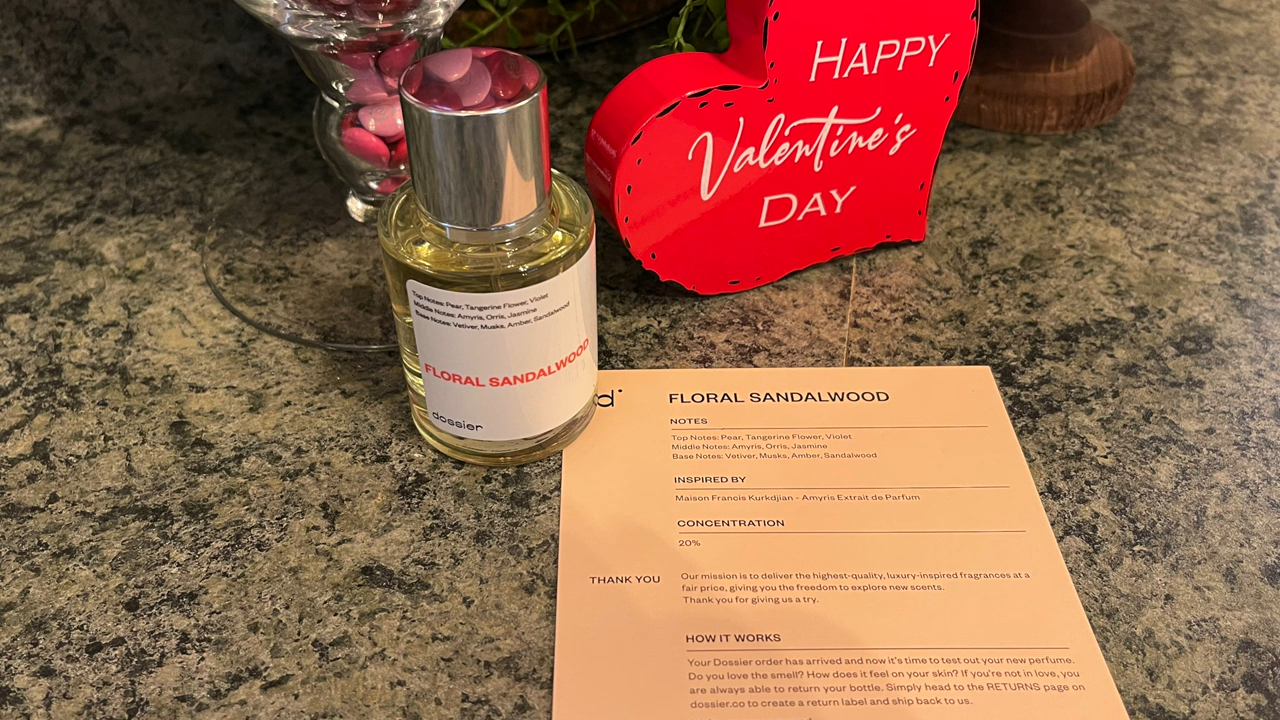 HAPPY
Valentine's
DAY
Top Notes: Pear, Tangerine Flower, Violet
Middle Notes: Amyris, Orris, Jasmine
Base Notes: Vetiver, Musks, Amber, Sandalwood
FLORAL SANDALWOOD
dossier
d'
FLORAL SANDALWOOD
NOTES
Top Notes: Pear, Tangerine Flower, Violet
Middle Notes: Amyris, Orris, Jasmine
Base Notes: Vetiver, Musks, Amber, Sandalwood
INSPIRED BY
Maison Francis Kurkdjian - Amyris Extrait de Parfum
CONCENTRATION
20%
THANK YOU
Our mission is to deliver the highest-quality, luxury-inspired fragrances at a
fair price, giving you the freedom to explore new scents.
Thank you for giving us a try.
HOW IT WORKS
Your Dossier order has arrived and now it's time to test out your new perfume.
Do you love the smell? How does it feel on your skin? If you're not in love, you
are always able to return your bottle. Simply head to the RETURNS page on
dossier.co to create a return label and ship back to us.